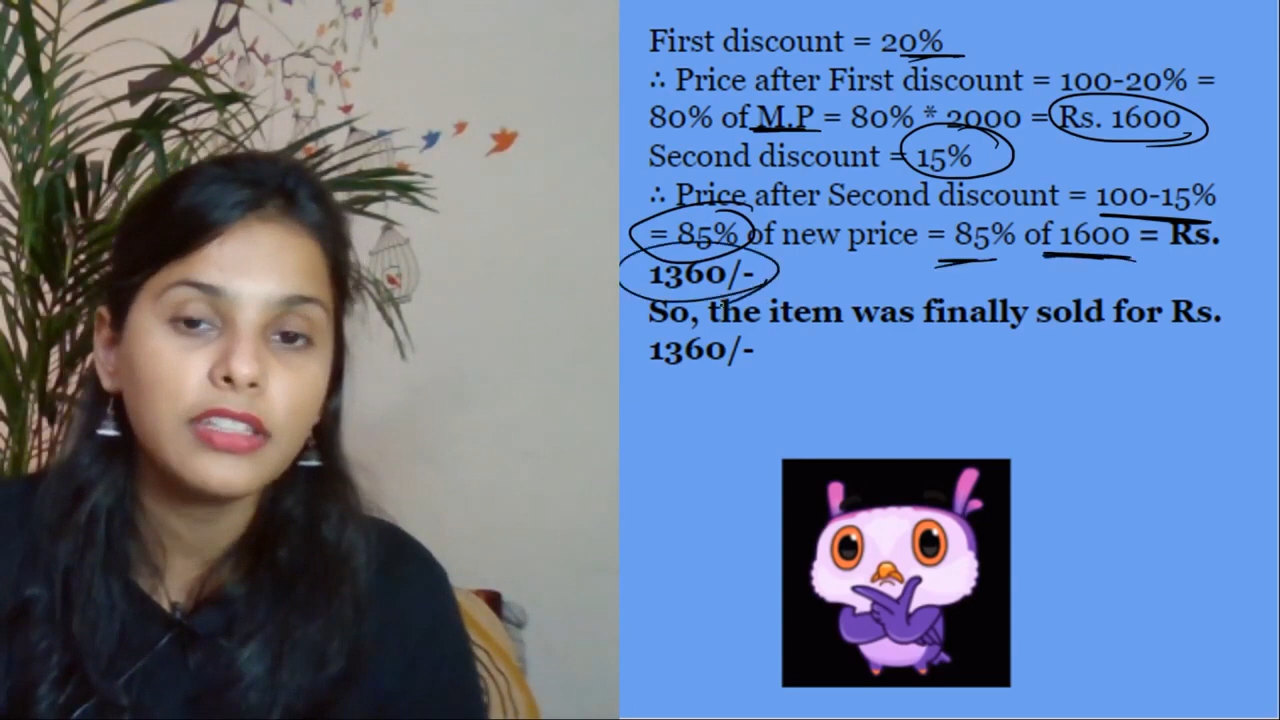 First discount = 20%
∴ Price after First discount = 100-20% =
80% of M.P = 80% * 2000 = Rs. 1600
Second discount = 15%
∴ Price after Second discount = 100-15%
= 85% of new price = 85% of 1600 = Rs.
1360/-
So, the item was finally sold for Rs.
1360/-